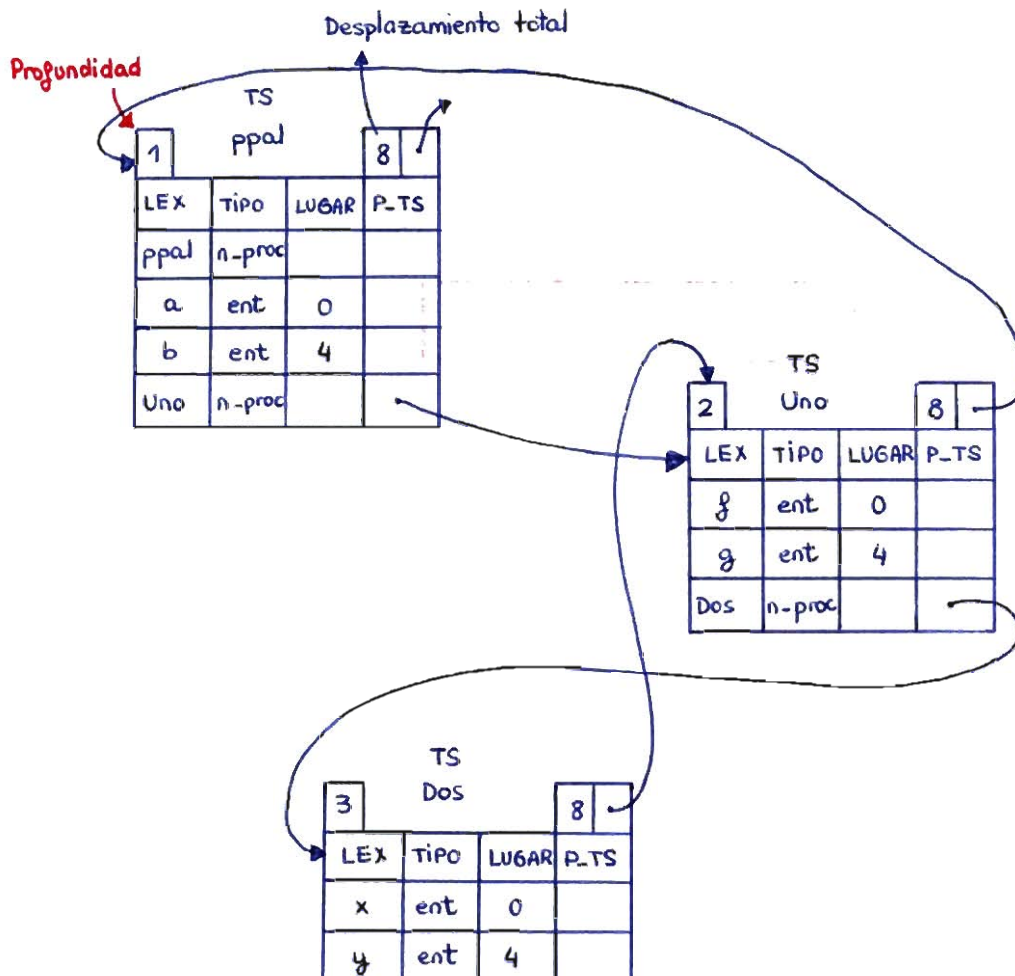 Desplazamiento total
Profundidad
TS
ppal
1
8
LEX TIPO LUGAR P_TS
ppal n-proc
a ent 0
b ent 4
Uno n-proc
TS
Uno
2
8
LEX TIPO LUGAR P_TS
f ent 0
g ent 4
Dos n-proc
TS
Dos
3
8
LEX TIPO LUGAR P_TS
x ent 0
y ent 4